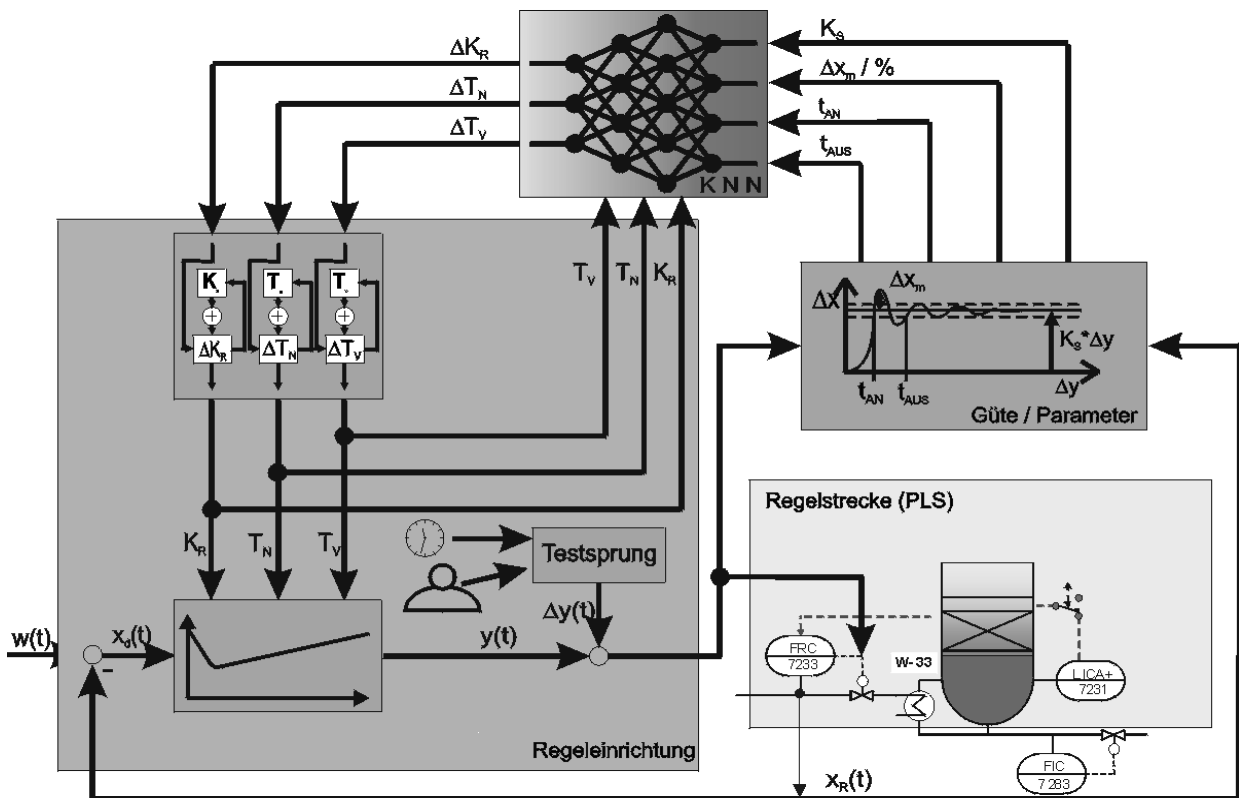 K_S
ΔK_R
Δx_m / %
ΔT_N
t_AN
ΔT_V
t_AUS
K N N
T_V T_N K_R
K T T
+ + +
ΔK_R ΔT_N ΔT_V
Δx
Δx_m
K_S*Δy
Δy
t_AN t_AUS
Güte / Parameter
K_R T_N T_V
Testsprung
Δy(t)
w(t)
x_d(t)
-
y(t)
Regeleinrichtung
Regelstrecke (PLS)
FRC
7233
W-33
LICA+
7231
FIC
7283
x_R(t)